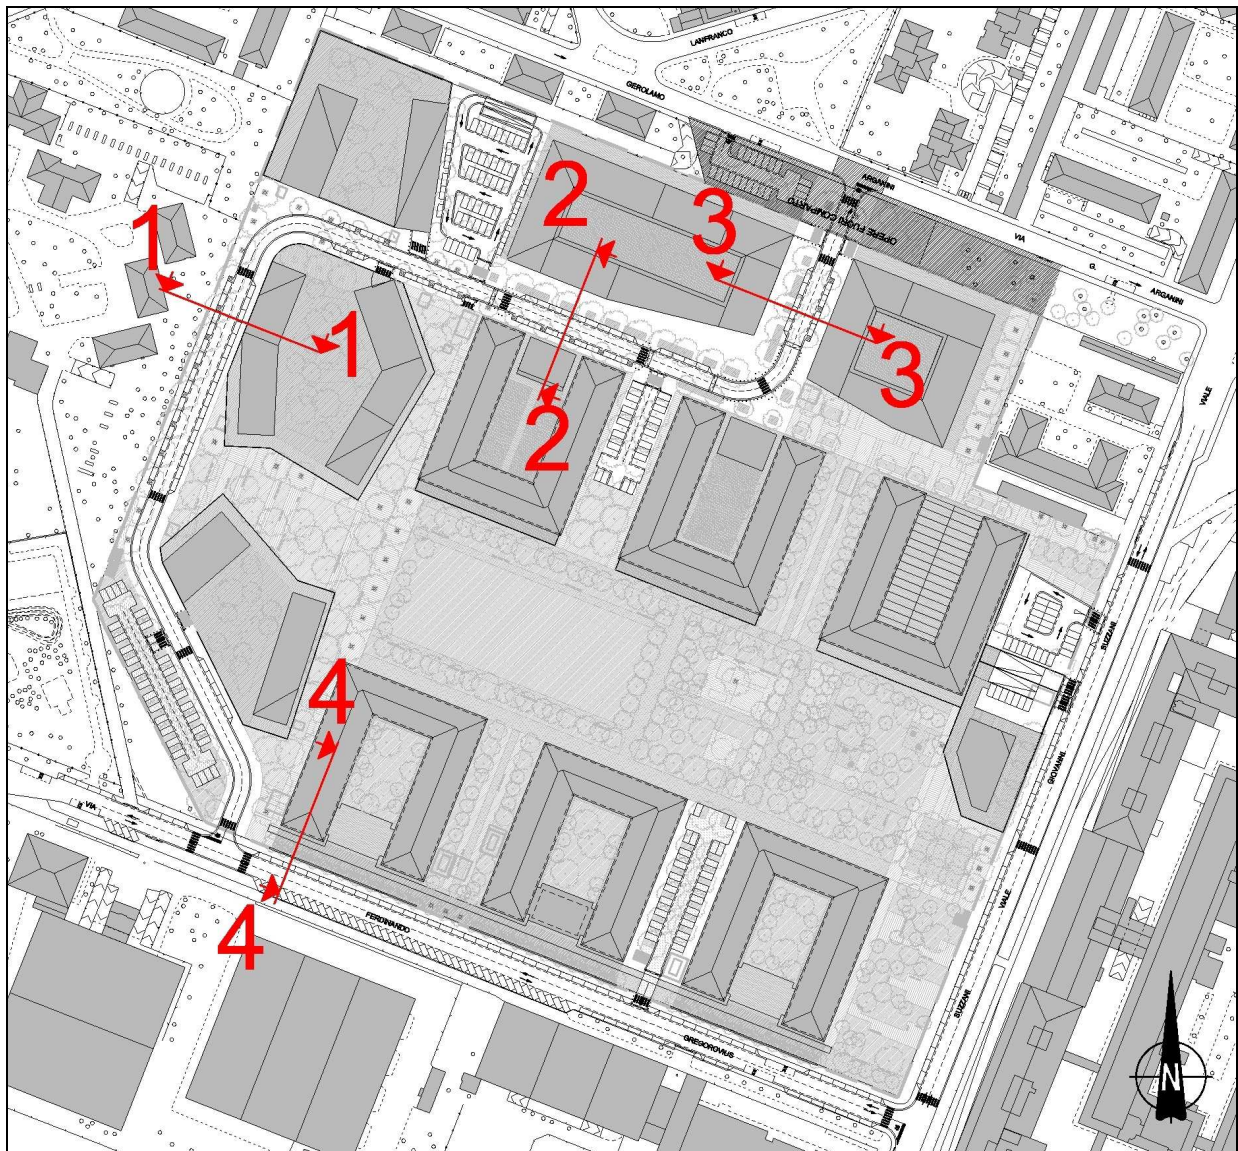 LANFRANCO
GEROLAMO
ARGANINI
VIA
G.
ARGANINI
OPERE FUORI COMPARTO
2
3
1
1
3
2
VIALE
SUZZANI
GIOVANNI
4
VIA
4
FERDINANDO
VIALE
SUZZANI
GREGOROVIUS
N